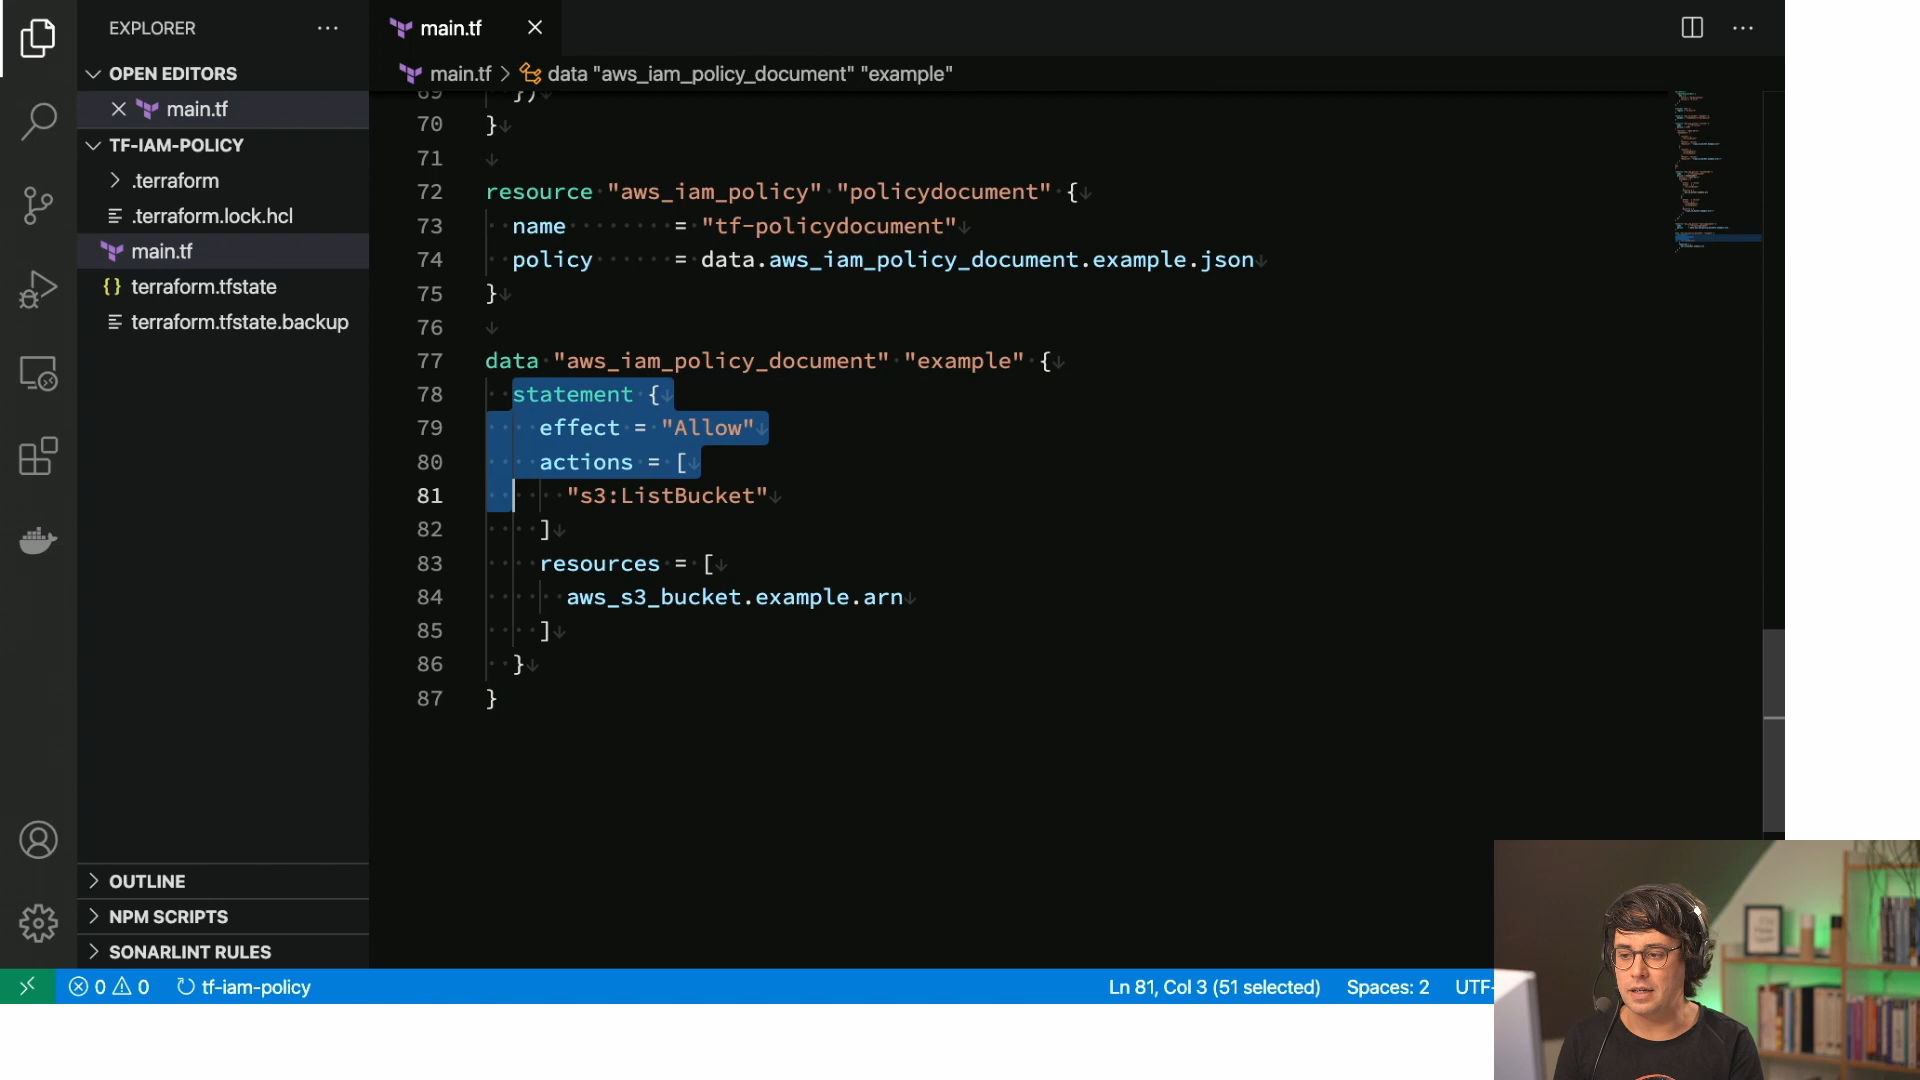 EXPLORER
OPEN EDITORS
main.tf
TF-IAM-POLICY
.terraform
.terraform.lock.hcl
main.tf
terraform.tfstate
terraform.tfstate.backup
OUTLINE
NPM SCRIPTS
SONARLINT RULES
main.tf
main.tf > data "aws_iam_policy_document" "example"
69 })
70 }
71
72 resource "aws_iam_policy" "policydocument" {
73 name = "tf-policydocument"
74 policy = data.aws_iam_policy_document.example.json
75 }
76
77 data "aws_iam_policy_document" "example" {
78 statement {
79 effect = "Allow"
80 actions = [
81 "s3:ListBucket"
82 ]
83 resources = [
84 aws_s3_bucket.example.arn
85 ]
86 }
87 }
0 0 tf-iam-policy
Ln 81, Col 3 (51 selected) Spaces: 2 UTF-